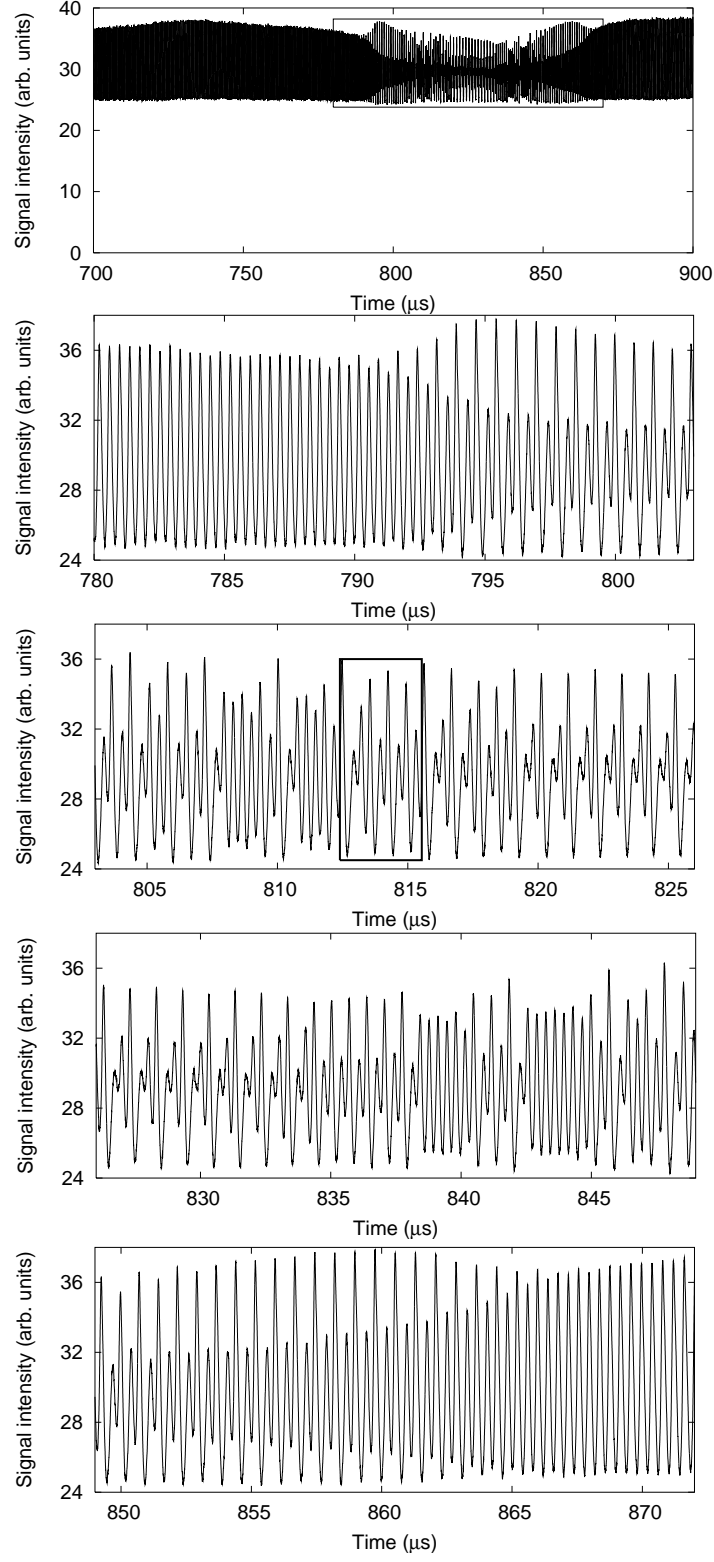 Signal intensity (arb. units)
40
30
20
10
0
700 750 800 850 900
Time (μs)
Signal intensity (arb. units)
36
32
28
24
780 785 790 795 800
Time (μs)
Signal intensity (arb. units)
36
32
28
24
805 810 815 820 825
Time (μs)
Signal intensity (arb. units)
36
32
28
24
830 835 840 845
Time (μs)
Signal intensity (arb. units)
36
32
28
24
850 855 860 865 870
Time (μs)